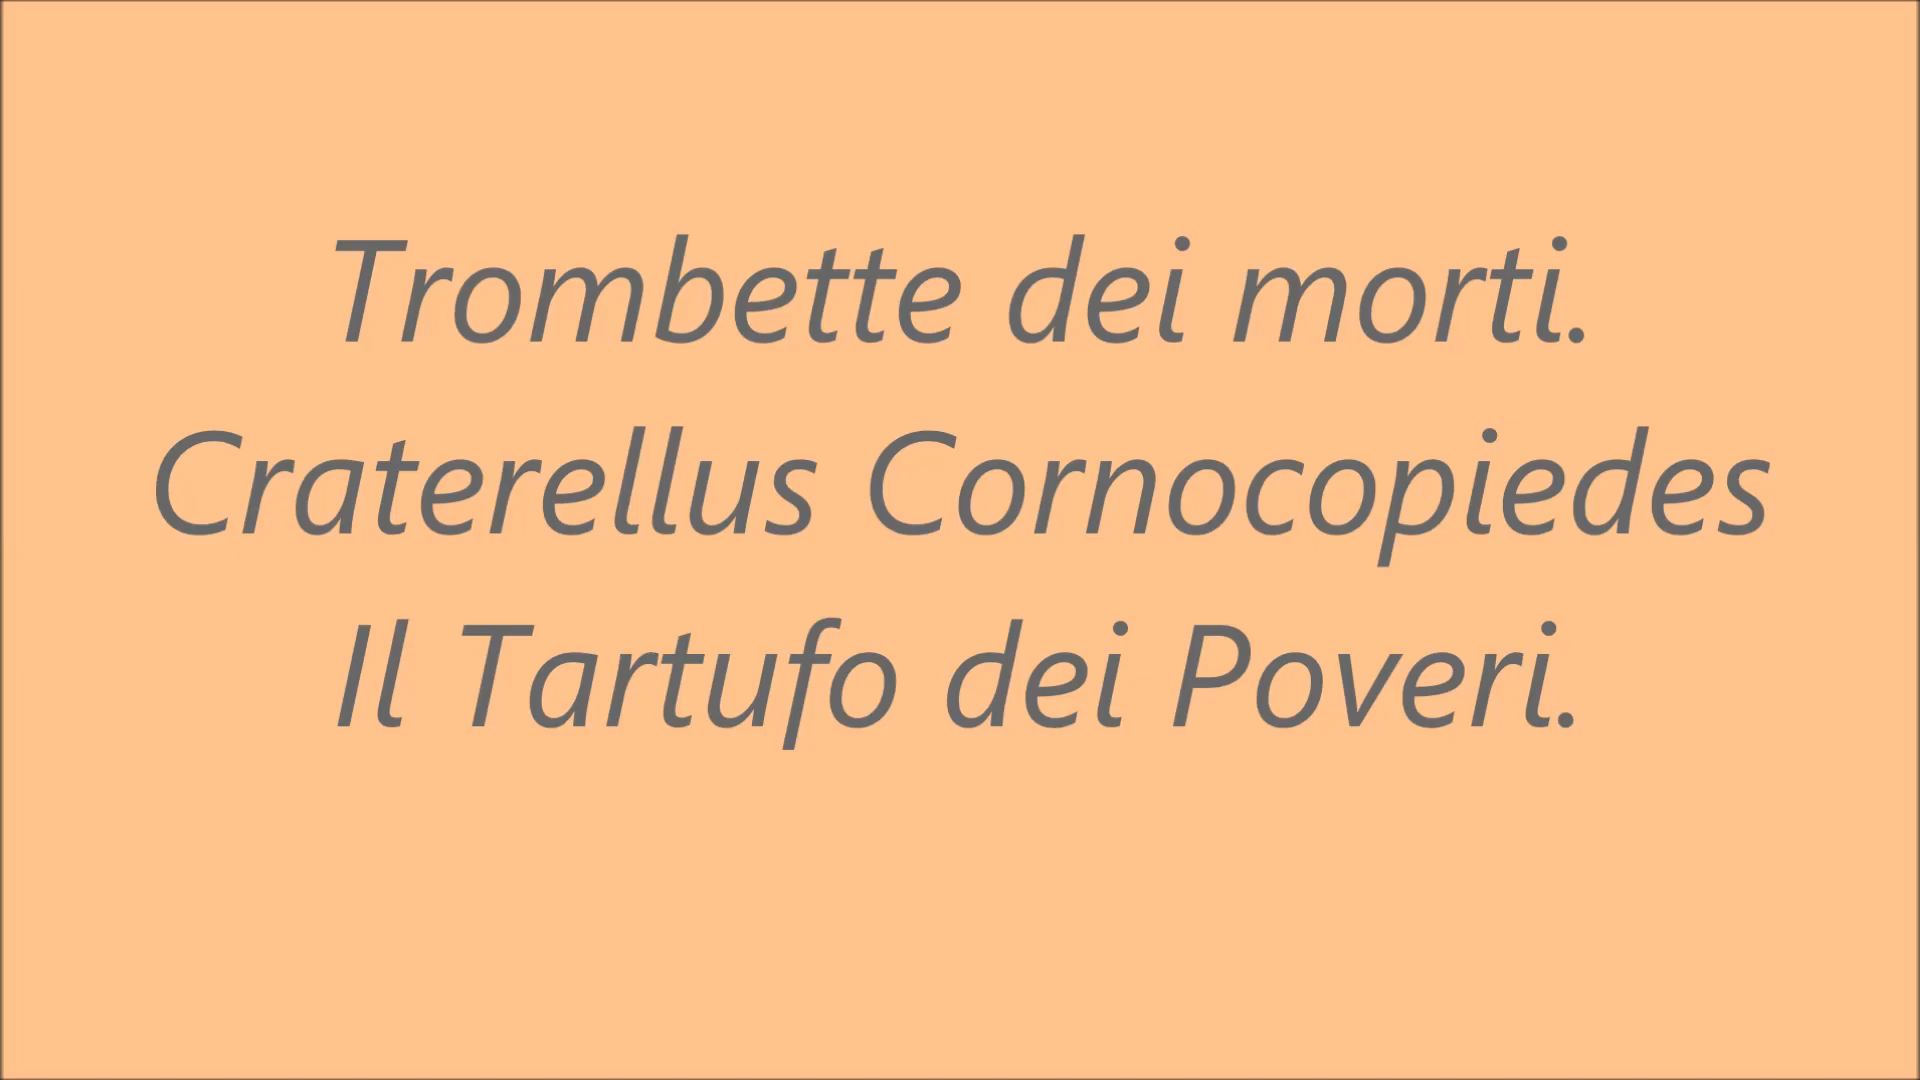 Trombette dei morti.
Craterellus Cornocopiedes
Il Tartufo dei Poveri.